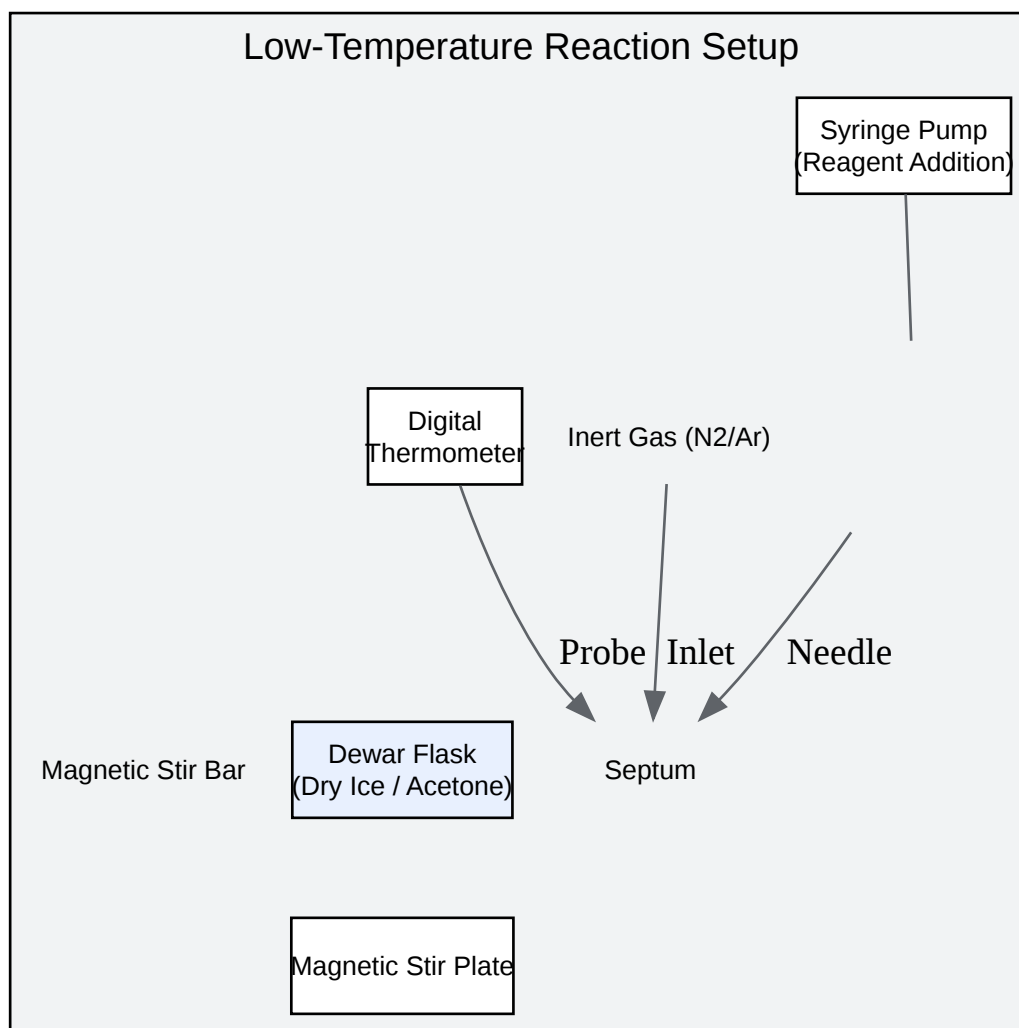 Low-Temperature Reaction Setup
Syringe Pump
(Reagent Addition)
Digital
Thermometer
Inert Gas (N2/Ar)
Probe
Inlet
Needle
Magnetic Stir Bar
Dewar Flask
(Dry Ice / Acetone)
Septum
Magnetic Stir Plate